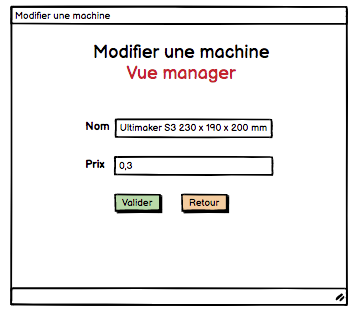 Modifier une machine
Modifier une machine
Vue manager
Nom Ultimaker S3 230 x 190 x 200 mm
Prix 0,3
Valider Retour